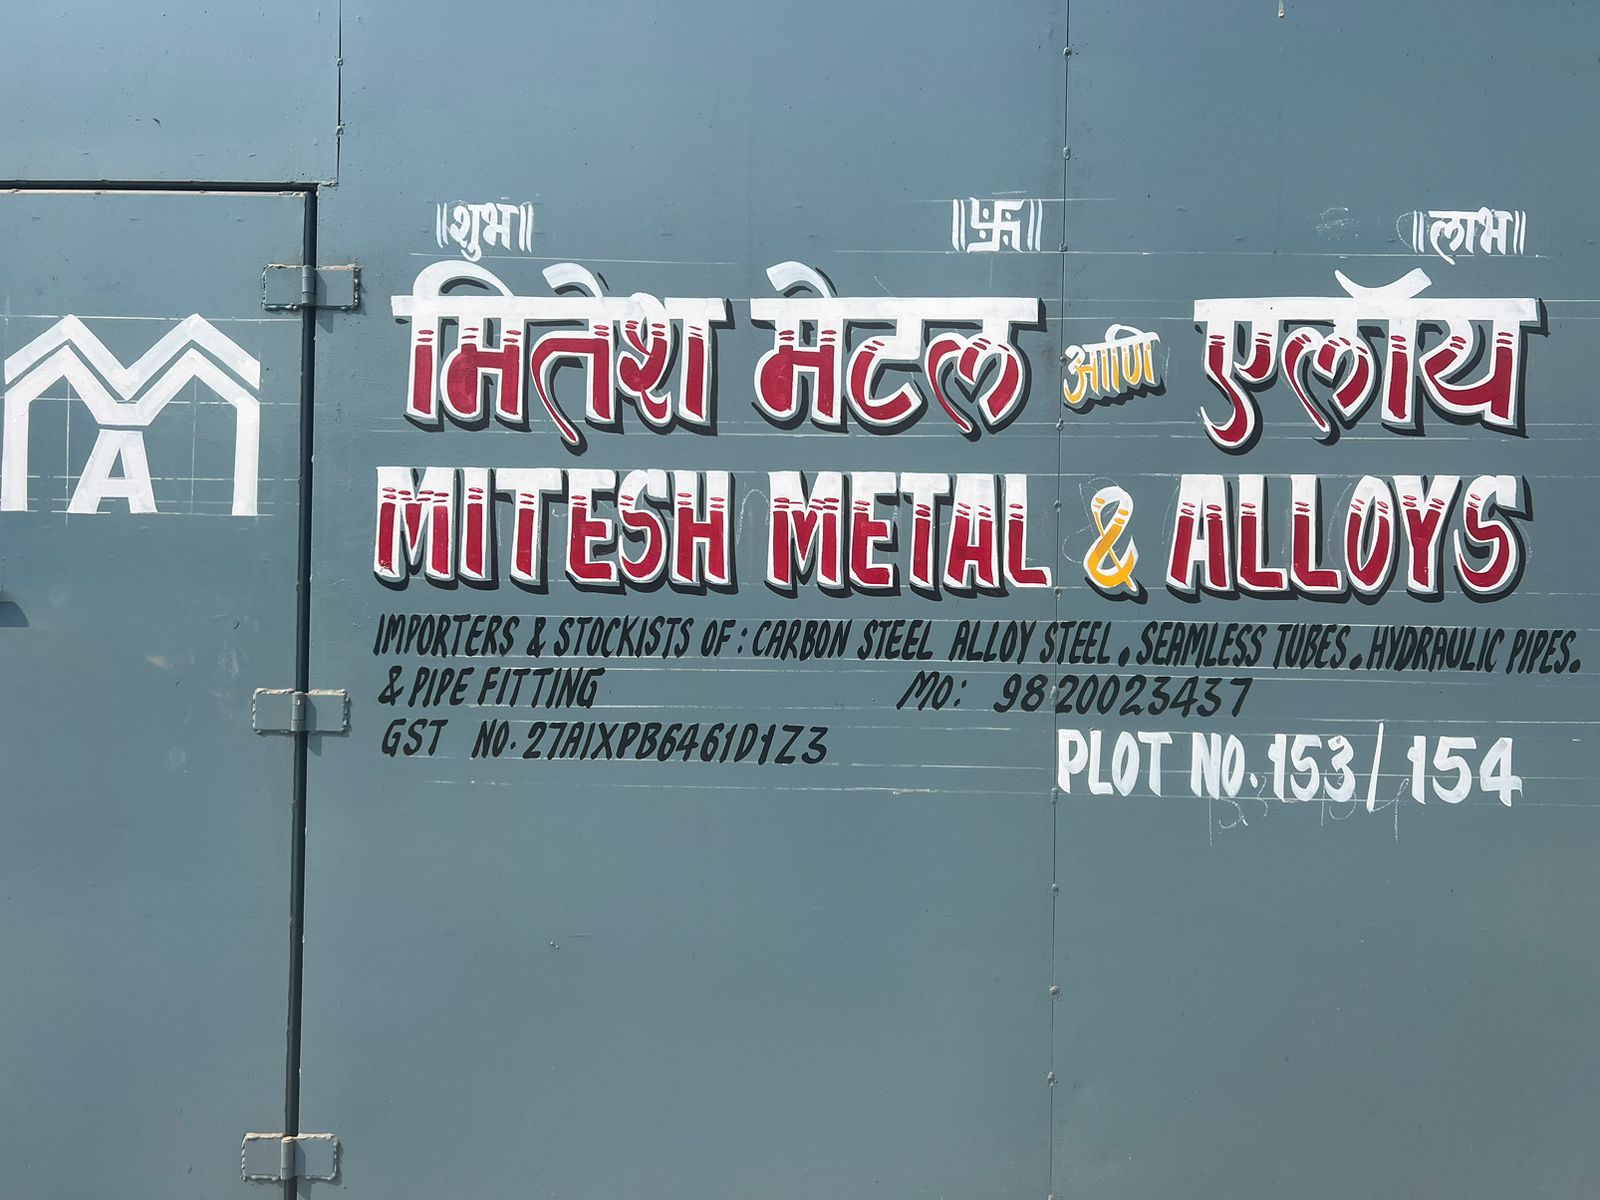 ॥शुभ॥ ॥卐॥ ॥लाभ॥
मितेश मेटल आणि एलॉय
MA
MITESH METAL & ALLOYS
IMPORTERS & STOCKISTS OF : CARBON STEEL ALLOY STEEL. SEAMLESS TUBES. HYDRAULIC PIPES.
& PIPE FITTING MO: 9820023437
GST NO. 27AIXPB6461D1Z3
PLOT NO. 153/154